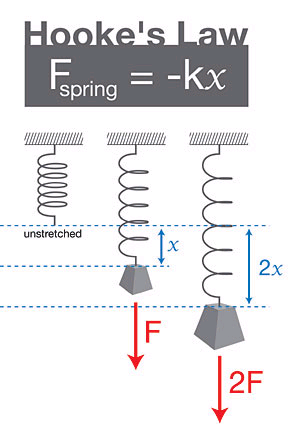 Hooke's Law
Fspring = -kx
unstretched
x
2x
F
2F